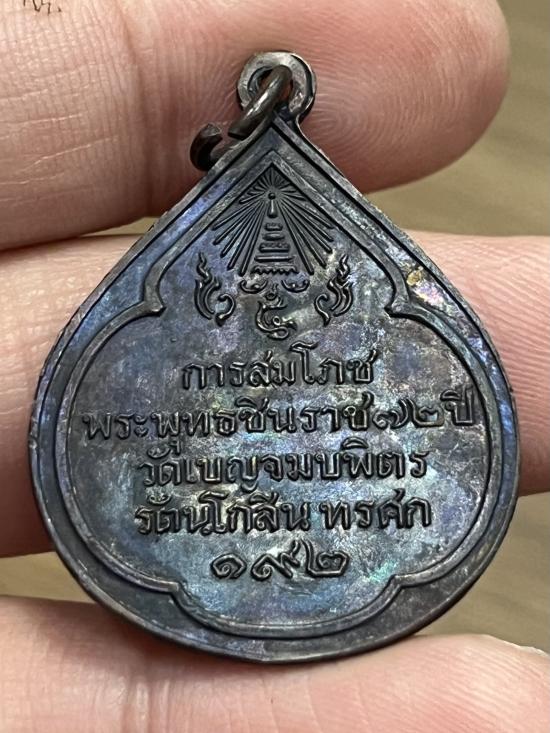 ๕
การสมโภช
พระพุทธชินราช๗๒ปี
วัดเบญจมบพิตร
รัตนโกสินทรศก
๑๙๒